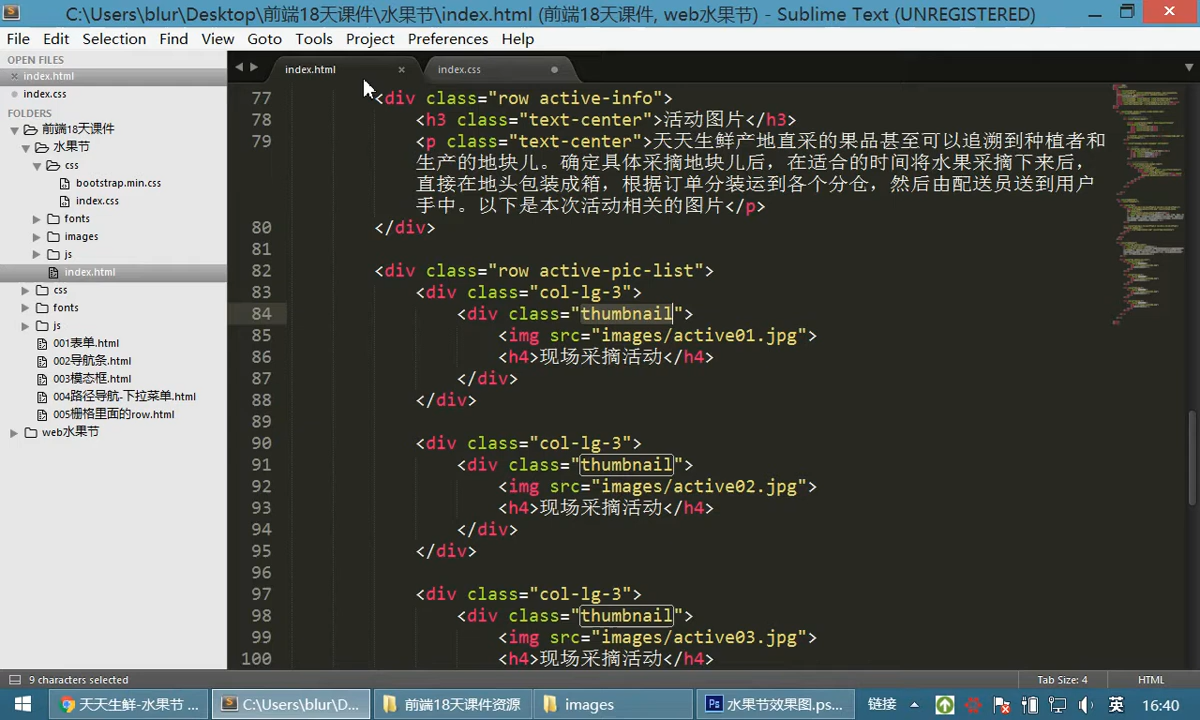 C:\Users\blur\Desktop\前端18天课件\水果节\index.html (前端18天课件, web水果节) - Sublime Text (UNREGISTERED)
File Edit Selection Find View Goto Tools Project Preferences Help
OPEN FILES
index.html
index.css
FOLDERS
前端18天课件
水果节
css
bootstrap.min.css
index.css
fonts
images
js
index.html
css
fonts
js
001表单.html
002导航条.html
003模态框.html
004路径导航-下拉菜单.html
005栅格里面的row.html
web水果节
index.html index.css
77 <div class="row active-info">
78 <h3 class="text-center">活动图片</h3>
79 <p class="text-center">天天生鲜产地直采的果品甚至可以追溯到种植者和
生产的地块儿。确定具体采摘地块儿后，在适合的时间将水果采摘下来后，
直接在地头包装成箱，根据订单分装运到各个分仓，然后由配送员送到用户
手中。以下是本次活动相关的图片</p>
80 </div>
81
82 <div class="row active-pic-list">
83 <div class="col-lg-3">
84 <div class="thumbnail">
85 <img src="images/active01.jpg">
86 <h4>现场采摘活动</h4>
87 </div>
88 </div>
89
90 <div class="col-lg-3">
91 <div class="thumbnail">
92 <img src="images/active02.jpg">
93 <h4>现场采摘活动</h4>
94 </div>
95 </div>
96
97 <div class="col-lg-3">
98 <div class="thumbnail">
99 <img src="images/active03.jpg">
100 <h4>现场采摘活动</h4>
9 characters selected Tab Size: 4 HTML
天天生鲜-水果节 ... C:\Users\blur\D... 前端18天课件资源 images Ps 水果节效果图.ps... 链接 英 16:40